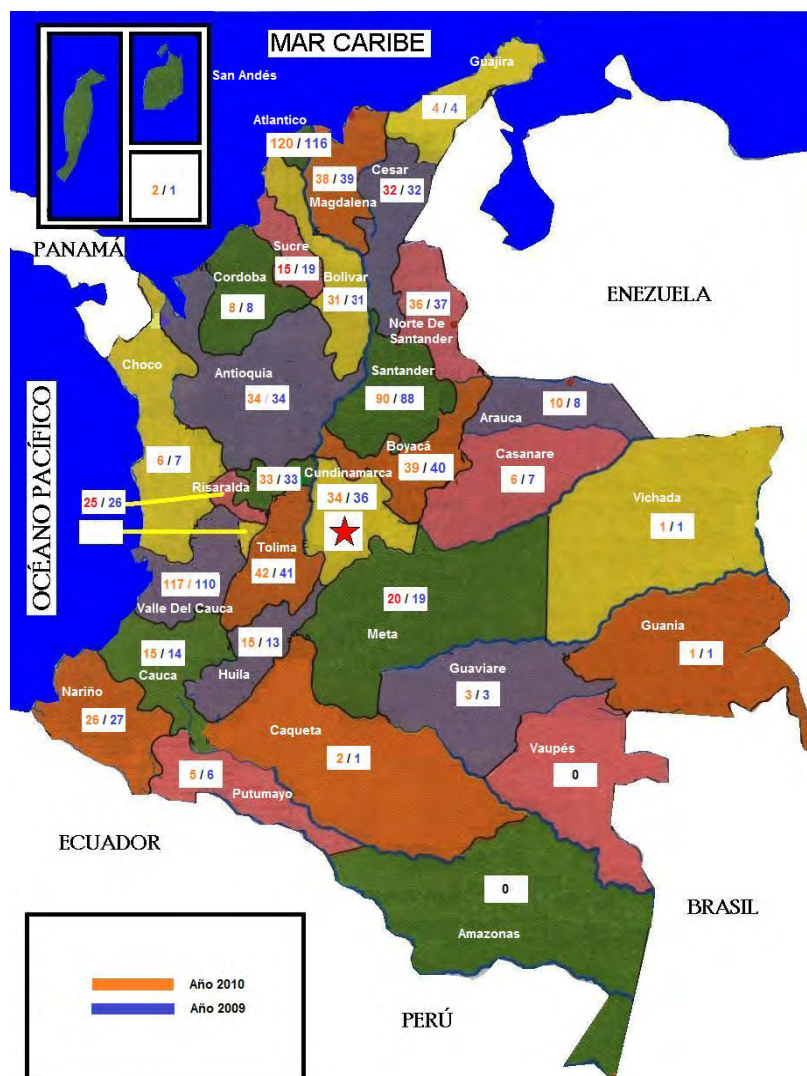 MAR CARIBE
Guajira
San Andés
4 / 4
Atlantico
120 / 116
Cesar
38 / 39
32 / 32
Magdalena
2 / 1
PANAMÁ
Sucre
15 / 19
Cordoba
Bolivar
8 / 8
31 / 31
36 / 37
ENEZUELA
Norte De
Santander
Choco
Antioquia
Santander
34 / 34
90 / 88
10 / 8
Arauca
OCÉANO PACÍFICO
Boyacá
Casanare
6 / 7
39 / 40
Cundinamarca
33 / 33
Risaralda
34 / 36
6 / 7
25 / 26
Vichada
1 / 1
Tolima
42 / 41
117 / 110
Valle Del Cauca
20 / 19
Meta
Guania
15 / 13
15 / 14
Cauca
Huila
1 / 1
Guaviare
3 / 3
Nariño
26 / 27
Caqueta
2 / 1
Vaupés
0
5 / 6
Putumayo
ECUADOR
0
BRASIL
Amazonas
Año 2010
Año 2009
PERÚ